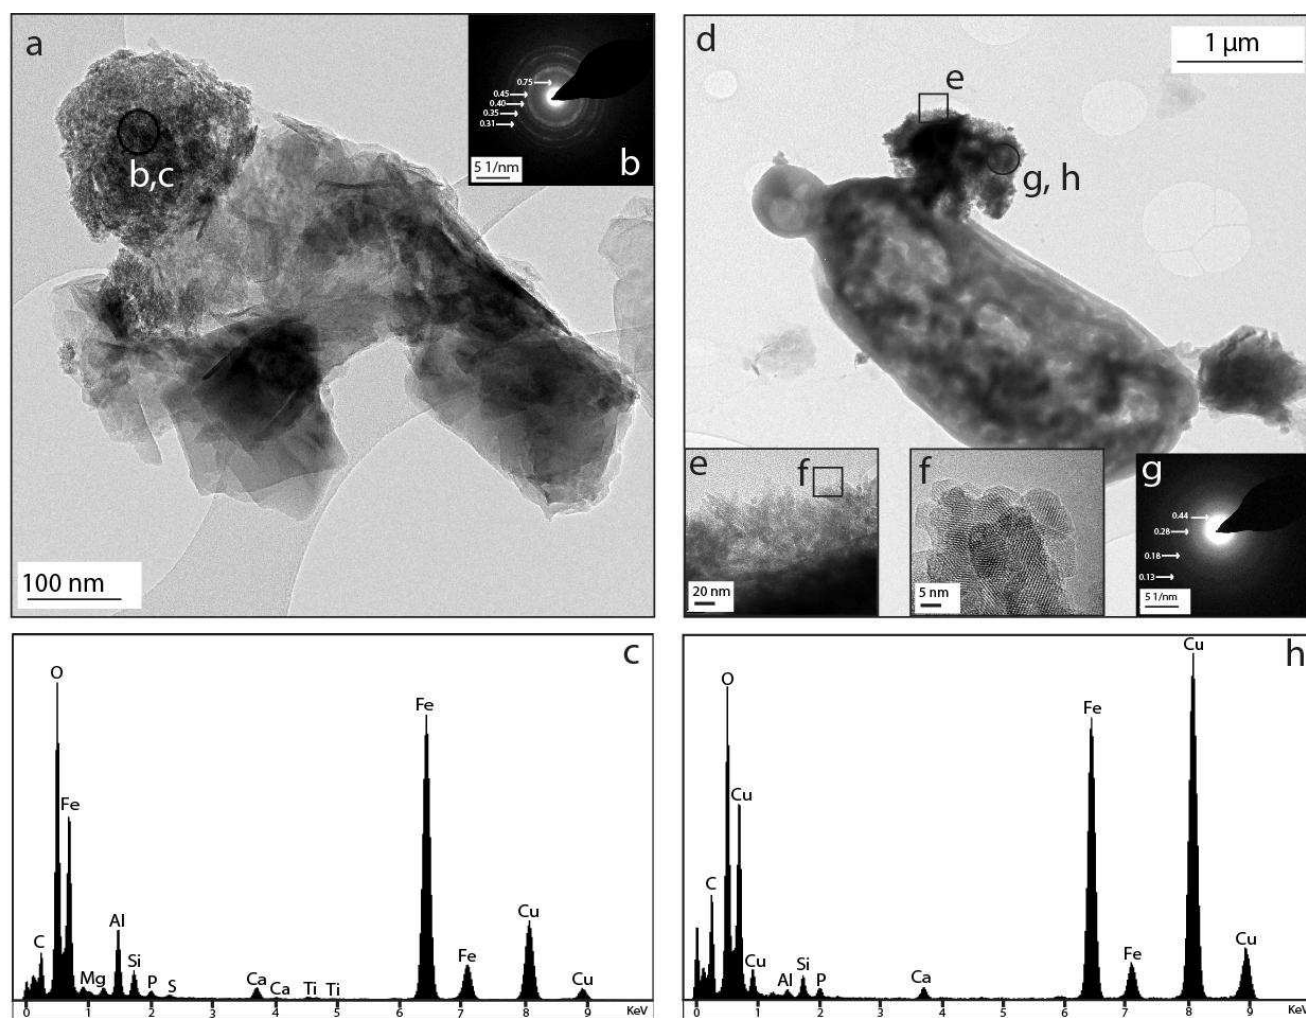 a
b,c
0.75
0.45
0.40
0.35
0.31
5 1/nm
b
100 nm
d
1 µm
e
g, h
e
f
20 nm
f
5 nm
g
0.44
0.28
0.18
0.13
5 1/nm
c
O
Fe
C
Mg
Al
Si
P
S
Ca
Ca
Ti
Ti
Fe
Fe
Cu
Cu
0 1 2 3 4 5 6 7 8 9 KeV
h
O
Cu
C
Cu
Al
Si
P
Ca
Fe
Fe
Cu
Cu
0 1 2 3 4 5 6 7 8 9 KeV